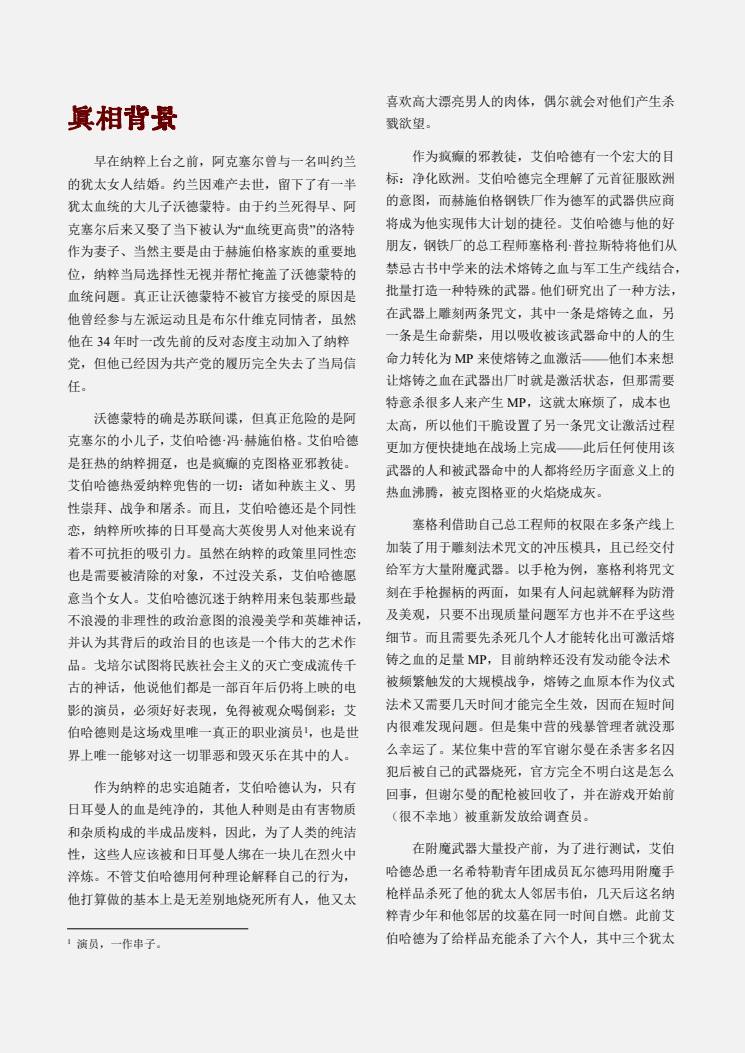 真相背景
早在纳粹上台之前，阿克塞尔曾与一名叫约兰
的犹太女人结婚。约兰因难产去世，留下了有一半
犹太血统的大儿子沃德蒙特。由于约兰死得早、阿
克塞尔后来又娶了当下被认为“血统更高贵”的洛特
作为妻子、当然主要是由于赫施伯格家族的重要地
位，纳粹当局选择性无视并帮忙掩盖了沃德蒙特的
血统问题。真正让沃德蒙特不被官方接受的原因是
他曾经参与左派运动且是布尔什维克同情者，虽然
他在 34 年时一改先前的反对态度主动加入了纳粹
党，但他已经因为共产党的履历完全失去了当局信
任。
沃德蒙特的确是苏联间谍，但真正危险的是阿
克塞尔的小儿子，艾伯哈德·冯·赫施伯格。艾伯哈德
是狂热的纳粹拥趸，也是疯癫的克图格亚邪教徒。
艾伯哈德热爱纳粹兜售的一切：诸如种族主义、男
性崇拜、战争和屠杀。而且，艾伯哈德还是个同性
恋，纳粹所吹捧的日耳曼高大英俊男人对他来说有
着不可抗拒的吸引力。虽然在纳粹的政策里同性恋
也是需要被清除的对象，不过没关系，艾伯哈德愿
意当个女人。艾伯哈德沉迷于纳粹用来包装那些最
不浪漫的非理性的政治意图的浪漫美学和英雄神话，
并认为其背后的政治目的也该是一个伟大的艺术作
品。戈培尔试图将民族社会主义的灭亡变成流传千
古的神话，他说他们都是一部百年后仍将上映的电
影的演员，必须好好表现，免得被观众喝倒彩；艾
伯哈德则是这场戏里唯一真正的职业演员¹，也是世
界上唯一能够对这一切罪恶和毁灭乐在其中的人。
作为纳粹的忠实追随者，艾伯哈德认为，只有
日耳曼人的血是纯净的，其他人种则是由有害物质
和杂质构成的半成品废料，因此，为了人类的纯洁
性，这些人应该被和日耳曼人绑在一块儿在烈火中
淬炼。不管艾伯哈德用何种理论解释自己的行为，
他打算做的基本上是无差别地烧死所有人，他又太
¹ 演员，一作串子。
喜欢高大漂亮男人的肉体，偶尔就会对他们产生杀
戮欲望。
作为疯癫的邪教徒，艾伯哈德有一个宏大的目
标：净化欧洲。艾伯哈德完全理解了元首征服欧洲
的意图，而赫施伯格钢铁厂作为德军的武器供应商
将成为他实现伟大计划的捷径。艾伯哈德与他的好
朋友，钢铁厂的总工程师塞格利·普拉斯特将他们从
禁忌古书中学来的法术熔铸之血与军工生产线结合，
批量打造一种特殊的武器。他们研究出了一种方法，
在武器上雕刻两条咒文，其中一条是熔铸之血，另
一条是生命薪柴，用以吸收被该武器命中的人的生
命力转化为 MP 来使熔铸之血激活——他们本来想
让熔铸之血在武器出厂时就是激活状态，但那需要
特意杀很多人来产生 MP，这就太麻烦了，成本也
太高，所以他们干脆设置了另一条咒文让激活过程
更加方便快捷地在战场上完成——此后任何使用该
武器的人和被武器命中的人都将经历字面意义上的
热血沸腾，被克图格亚的火焰烧成灰。
塞格利借助自己总工程师的权限在多条产线上
加装了用于雕刻法术咒文的冲压模具，且已经交付
给军方大量附魔武器。以手枪为例，塞格利将咒文
刻在手枪握柄的两面，如果有人问起就解释为防滑
及美观，只要不出现质量问题军方也并不在乎这些
细节。而且需要先杀死几个人才能转化出可激活熔
铸之血的足量 MP，目前纳粹还没有发动能令法术
被频繁触发的大规模战争，熔铸之血原本作为仪式
法术又需要几天时间才能完全生效，因而在短时间
内很难发现问题。但是集中营的残暴管理者就没那
么幸运了。某位集中营的军官谢尔曼在杀害多名囚
犯后被自己的武器烧死，官方完全不明白这是怎么
回事，但谢尔曼的配枪被回收了，并在游戏开始前
（很不幸地）被重新发放给调查员。
在附魔武器大量投产前，为了进行测试，艾伯
哈德怂恿一名希特勒青年团成员瓦尔德玛用附魔手
枪样品杀死了他的犹太人邻居韦伯，几天后这名纳
粹青少年和他邻居的坟墓在同一时间自燃。此前艾
伯哈德为了给样品充能杀了六个人，其中三个犹太